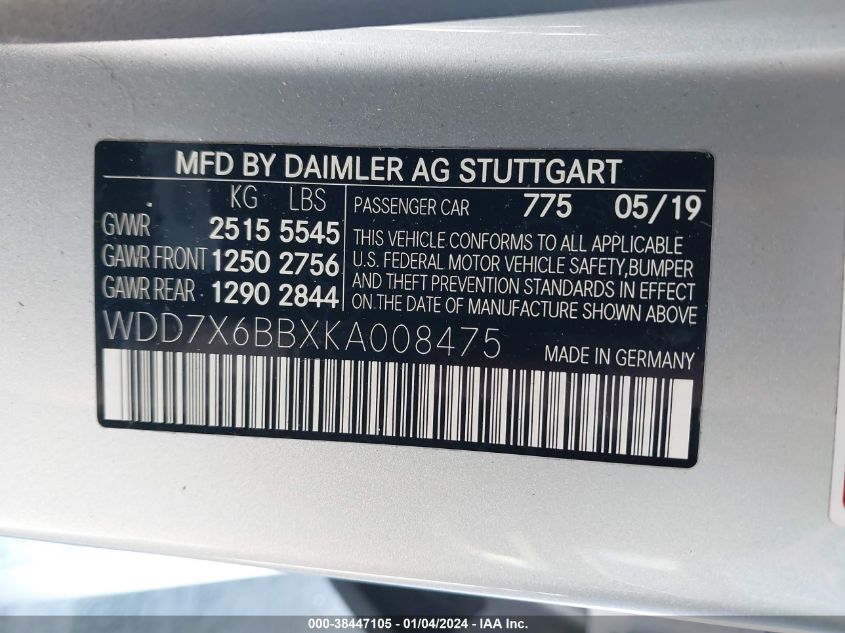 MFD BY DAIMLER AG STUTTGART
KG LBS
GVWR 2515 5545
GAWR FRONT 1250 2756
GAWR REAR 1290 2844
PASSENGER CAR 775 05/19
THIS VEHICLE CONFORMS TO ALL APPLICABLE
U.S. FEDERAL MOTOR VEHICLE SAFETY, BUMPER
AND THEFT PREVENTION STANDARDS IN EFFECT
ON THE DATE OF MANUFACTURE SHOWN ABOVE
WDD7X6BBXKA008475
MADE IN GERMANY
000-38447105 - 01/04/2024 - IAA Inc.